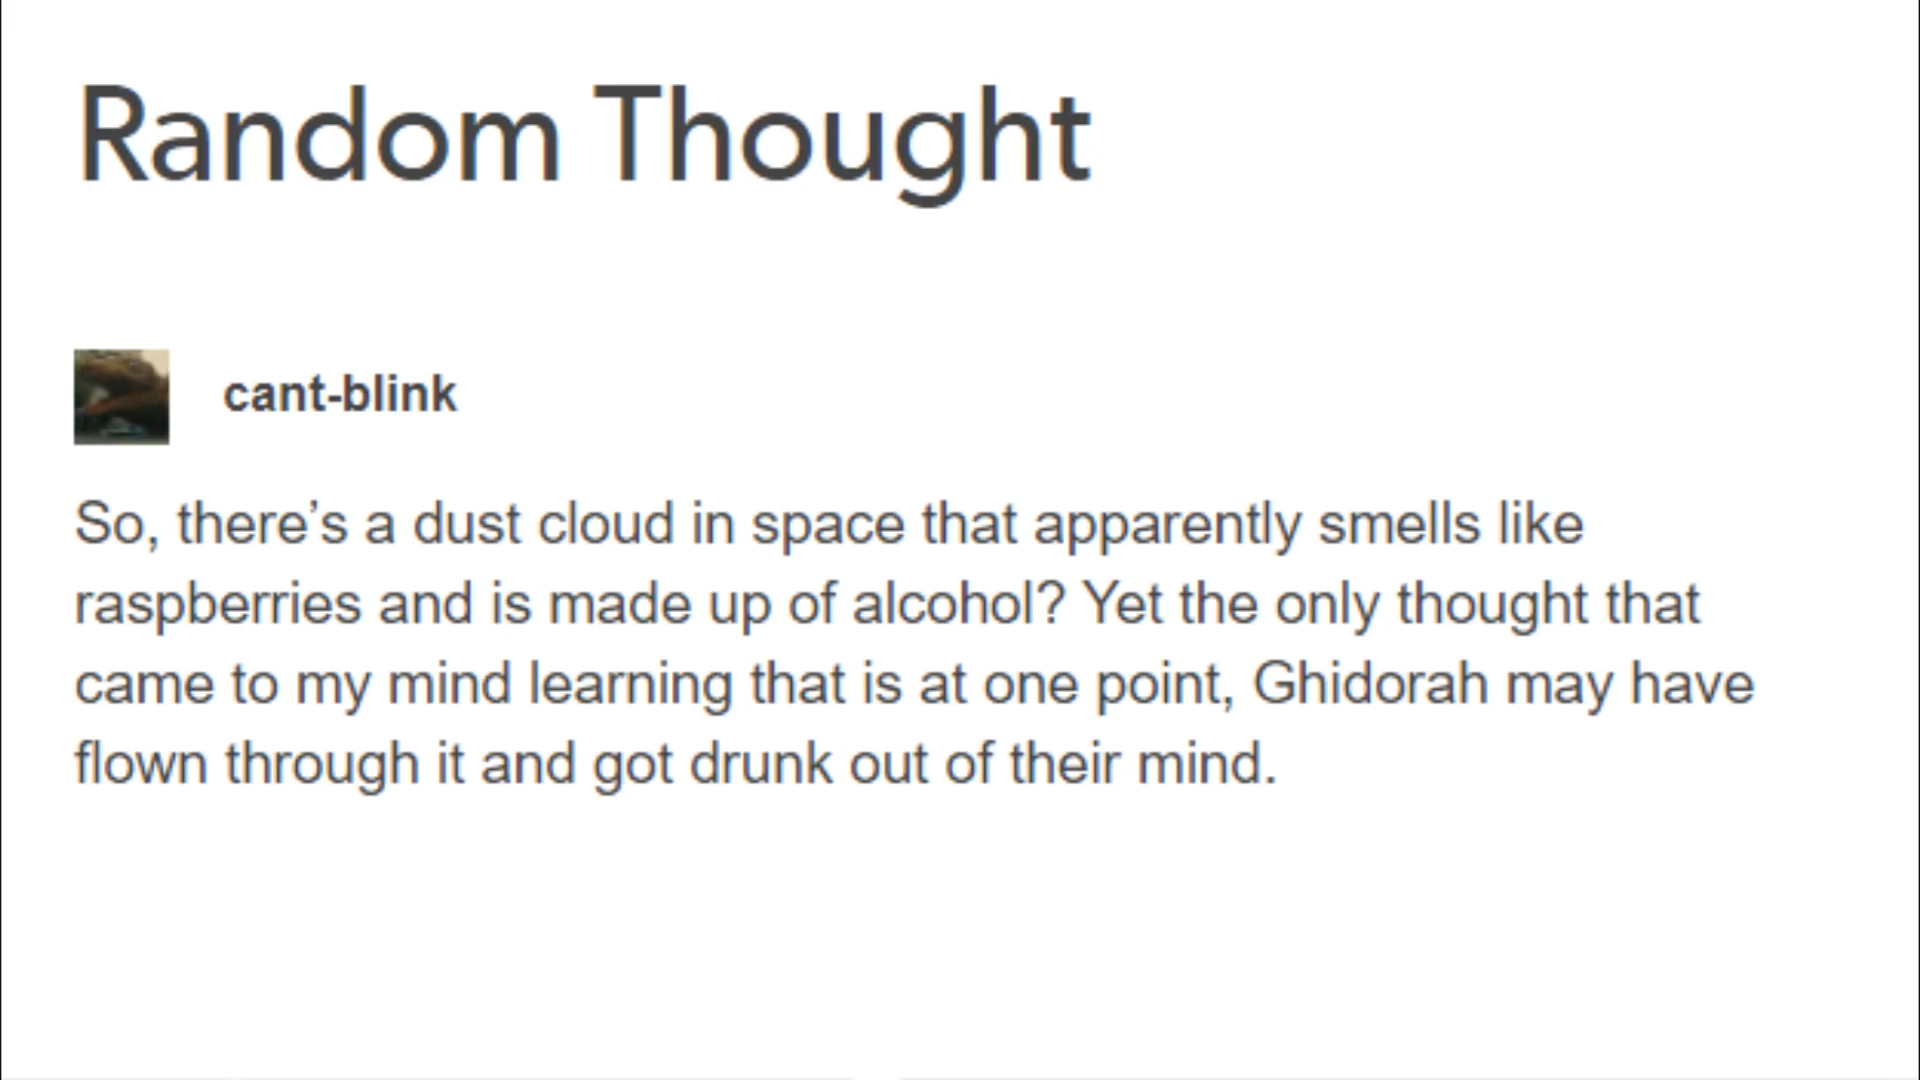 Random Thought
cant-blink
So, there’s a dust cloud in space that apparently smells like
raspberries and is made up of alcohol? Yet the only thought that
came to my mind learning that is at one point, Ghidorah may have
flown through it and got drunk out of their mind.